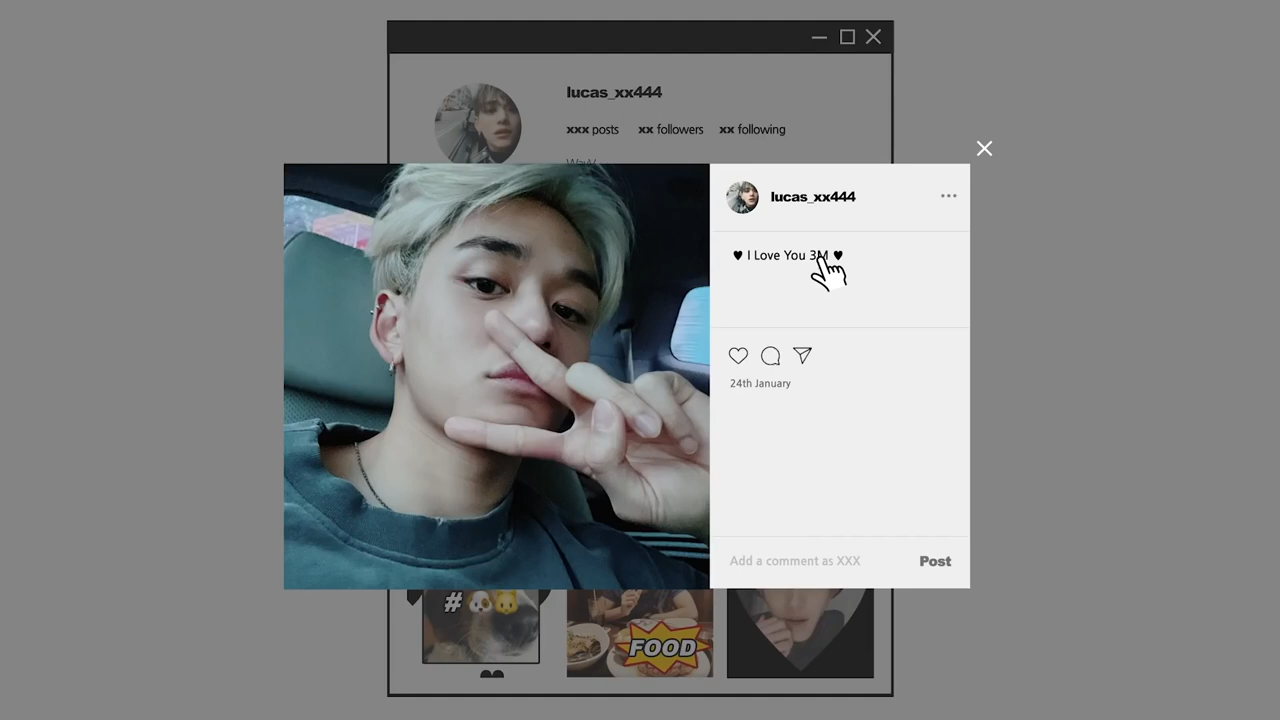 lucas_xx444
xxx posts xx followers xx following
WayV
lucas_xx444
♥ I Love You 3M ♥
24th January
Add a comment as XXX
Post
#
FOOD